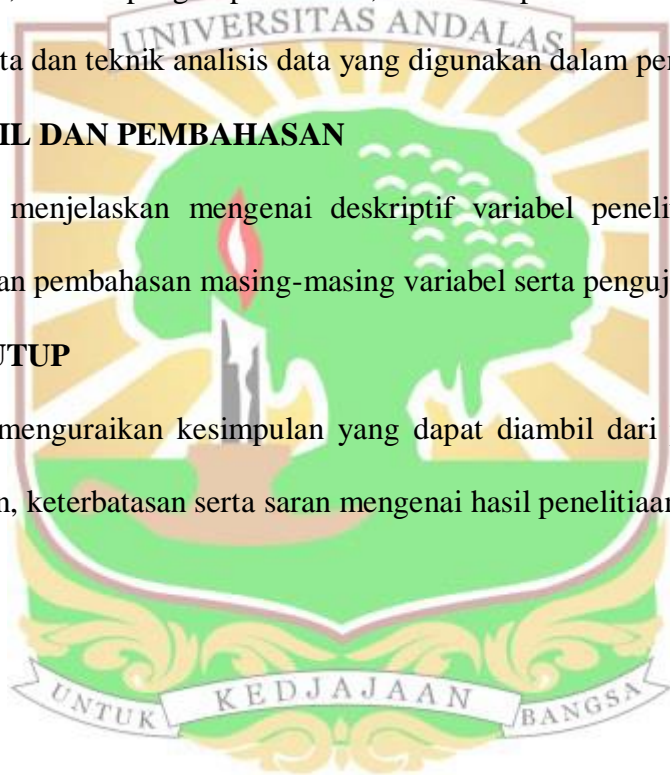 UNIVERSITAS ANDALAS
ta dan teknik analisis data yang digunakan dalam per
IL DAN PEMBAHASAN
menjelaskan mengenai deskriptif variabel penelit
an pembahasan masing-masing variabel serta penguj
UTUP
menguraikan kesimpulan yang dapat diambil dari
n, keterbatasan serta saran mengenai hasil penelitiaan
UNTUK KEDJAJAAN BANGSA